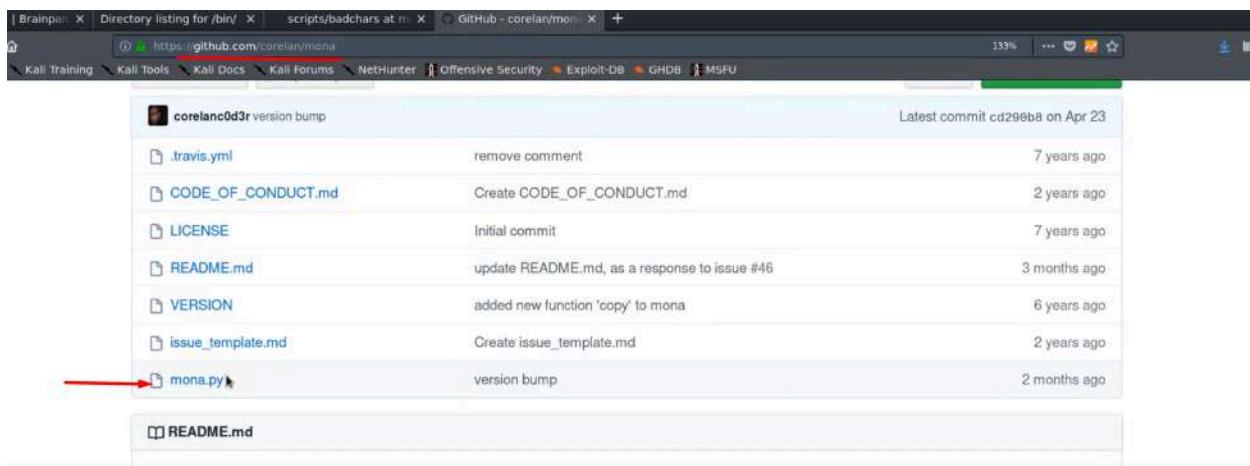 | Brainpan × Directory listing for /bin/ × scripts/badchars at m × GitHub - corelan/mona × +
https://github.com/corelan/mona 133% ...
Kali Training Kali Tools Kali Docs Kali Forums NetHunter Offensive Security Exploit-DB GHDB MSFU
corelanc0d3r version bump Latest commit cd290b8 on Apr 23
.travis.yml remove comment 7 years ago
CODE_OF_CONDUCT.md Create CODE_OF_CONDUCT.md 2 years ago
LICENSE Initial commit 7 years ago
README.md update README.md, as a response to issue #46 3 months ago
VERSION added new function 'copy' to mona 6 years ago
issue_template.md Create issue_template.md 2 years ago
mona.py version bump 2 months ago
README.md